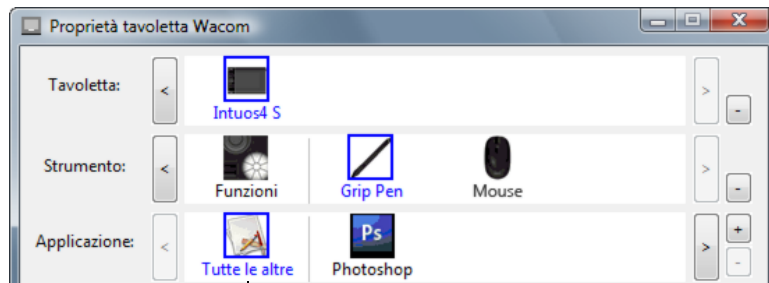 Proprietà tavoletta Wacom
Tavoletta:
<
Intuos4 S
>
-
Strumento:
<
Funzioni
Grip Pen
Mouse
>
-
Applicazione:
<
Tutte le altre
Ps
Photoshop
>
+
-